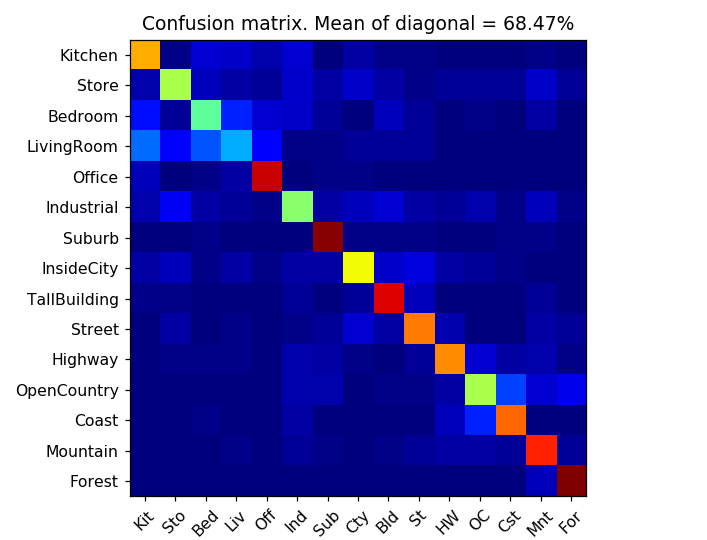 Confusion matrix. Mean of diagonal = 68.47%
Kitchen
Store
Bedroom
LivingRoom
Office
Industrial
Suburb
InsideCity
TallBuilding
Street
Highway
OpenCountry
Coast
Mountain
Forest
Kit Sto Bed Liv Off Ind Sub Cty Bld St HW OC Cst Mnt For